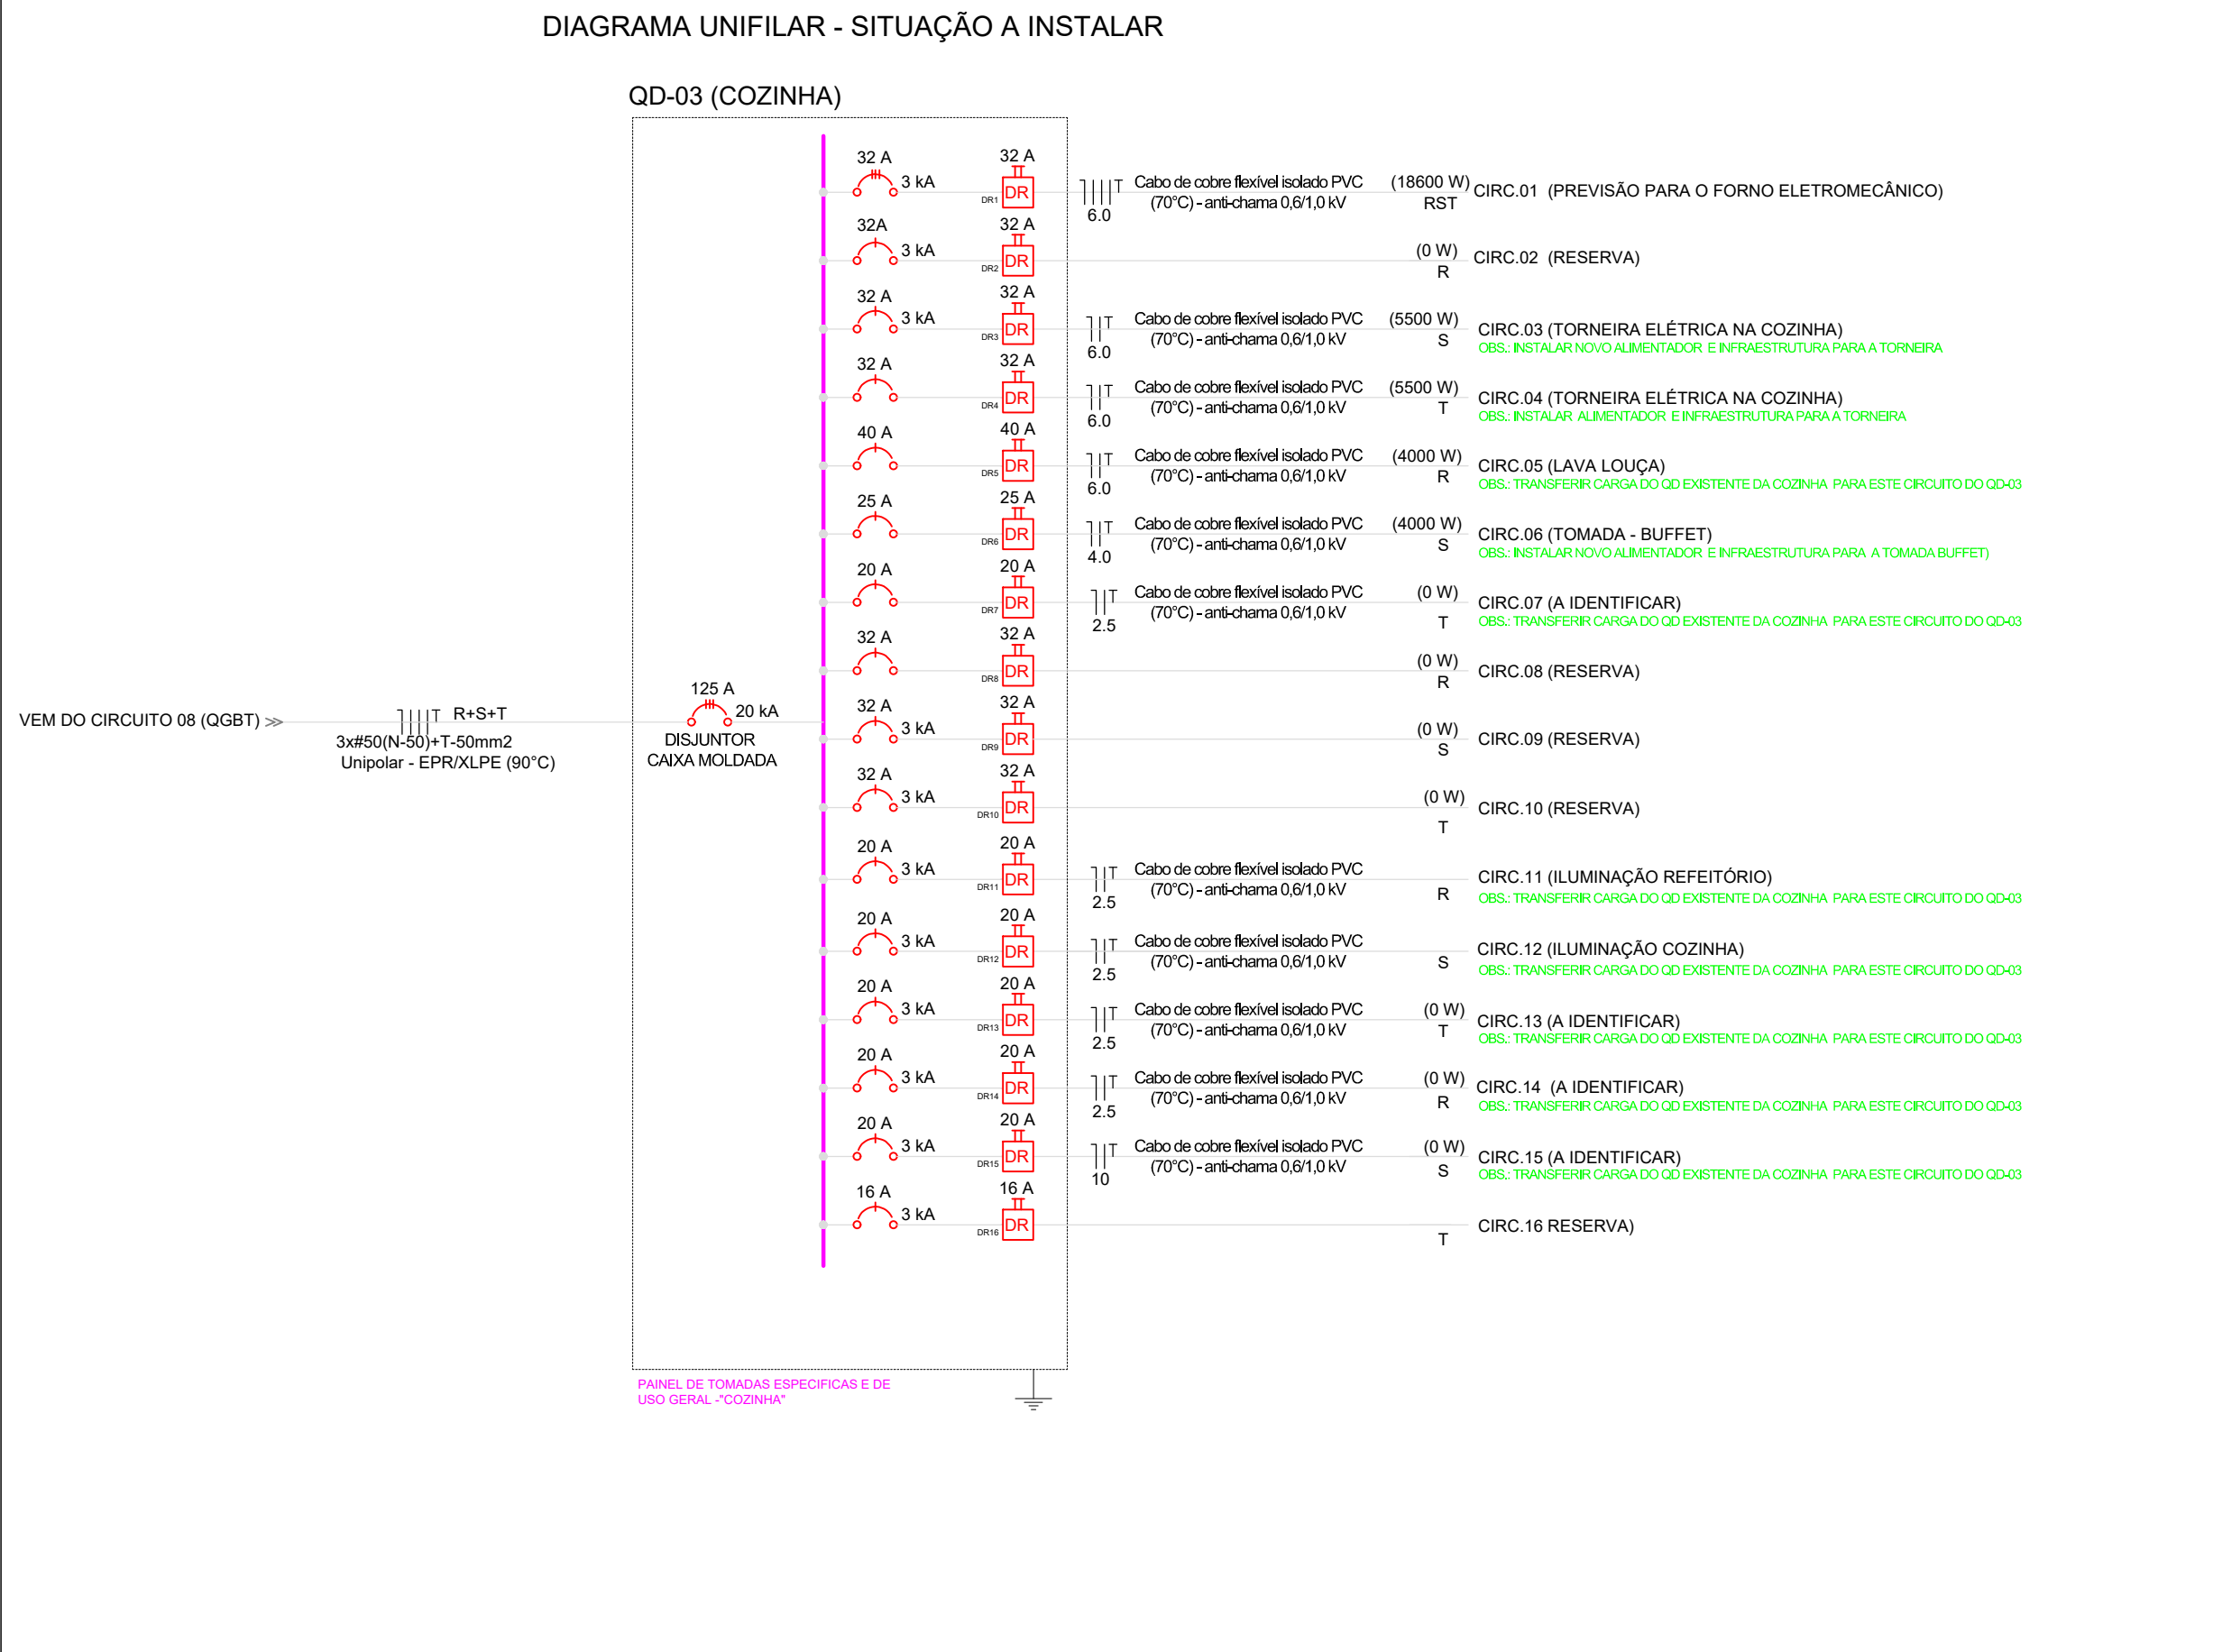 DIAGRAMA UNIFILAR - SITUAÇÃO A INSTALAR
QD-03 (COZINHA)
32 A
3 kA
32 A
DR1
DR
T
6.0
Cabo de cobre flexível isolado PVC
(70°C) - anti-chama 0,6/1,0 kV
(18600 W)
RST
CIRC.01 (PREVISÃO PARA O FORNO ELETROMECÂNICO)
32A
3 kA
32 A
DR2
DR
(0 W)
R
CIRC.02 (RESERVA)
32 A
3 kA
32 A
DR3
DR
T
6.0
Cabo de cobre flexível isolado PVC
(70°C) - anti-chama 0,6/1,0 kV
(5500 W)
S
CIRC.03 (TORNEIRA ELÉTRICA NA COZINHA)
OBS.: INSTALAR NOVO ALIMENTADOR E INFRAESTRUTURA PARA A TORNEIRA
32 A
32 A
DR4
DR
T
6.0
Cabo de cobre flexível isolado PVC
(70°C) - anti-chama 0,6/1,0 kV
(5500 W)
T
CIRC.04 (TORNEIRA ELÉTRICA NA COZINHA)
OBS.: INSTALAR ALIMENTADOR E INFRAESTRUTURA PARA A TORNEIRA
40 A
40 A
DR5
DR
T
6.0
Cabo de cobre flexível isolado PVC
(70°C) - anti-chama 0,6/1,0 kV
(4000 W)
R
CIRC.05 (LAVA LOUÇA)
OBS.: TRANSFERIR CARGA DO QD EXISTENTE DA COZINHA PARA ESTE CIRCUITO DO QD-03
25 A
25 A
DR6
DR
T
4.0
Cabo de cobre flexível isolado PVC
(70°C) - anti-chama 0,6/1,0 kV
(4000 W)
S
CIRC.06 (TOMADA - BUFFET)
OBS.: INSTALAR NOVO ALIMENTADOR E INFRAESTRUTURA PARA A TOMADA BUFFET)
20 A
20 A
DR7
DR
T
2.5
Cabo de cobre flexível isolado PVC
(70°C) - anti-chama 0,6/1,0 kV
(0 W)
T
CIRC.07 (A IDENTIFICAR)
OBS.: TRANSFERIR CARGA DO QD EXISTENTE DA COZINHA PARA ESTE CIRCUITO DO QD-03
32 A
32 A
DR8
DR
(0 W)
R
CIRC.08 (RESERVA)
VEM DO CIRCUITO 08 (QGBT)
T
R+S+T
3x#50(N-50)+T-50mm2
Unipolar - EPR/XLPE (90°C)
125 A
20 kA
DISJUNTOR
CAIXA MOLDADA
32 A
3 kA
32 A
DR9
DR
(0 W)
S
CIRC.09 (RESERVA)
32 A
3 kA
32 A
DR10
DR
(0 W)
T
CIRC.10 (RESERVA)
20 A
3 kA
20 A
DR11
DR
T
2.5
Cabo de cobre flexível isolado PVC
(70°C) - anti-chama 0,6/1,0 kV
R
CIRC.11 (ILUMINAÇÃO REFEITÓRIO)
OBS.: TRANSFERIR CARGA DO QD EXISTENTE DA COZINHA PARA ESTE CIRCUITO DO QD-03
20 A
3 kA
20 A
DR12
DR
T
2.5
Cabo de cobre flexível isolado PVC
(70°C) - anti-chama 0,6/1,0 kV
S
CIRC.12 (ILUMINAÇÃO COZINHA)
OBS.: TRANSFERIR CARGA DO QD EXISTENTE DA COZINHA PARA ESTE CIRCUITO DO QD-03
20 A
3 kA
20 A
DR13
DR
T
2.5
Cabo de cobre flexível isolado PVC
(70°C) - anti-chama 0,6/1,0 kV
(0 W)
T
CIRC.13 (A IDENTIFICAR)
OBS.: TRANSFERIR CARGA DO QD EXISTENTE DA COZINHA PARA ESTE CIRCUITO DO QD-03
20 A
3 kA
20 A
DR14
DR
T
2.5
Cabo de cobre flexível isolado PVC
(70°C) - anti-chama 0,6/1,0 kV
(0 W)
R
CIRC.14 (A IDENTIFICAR)
OBS.: TRANSFERIR CARGA DO QD EXISTENTE DA COZINHA PARA ESTE CIRCUITO DO QD-03
20 A
3 kA
20 A
DR15
DR
T
10
Cabo de cobre flexível isolado PVC
(70°C) - anti-chama 0,6/1,0 kV
(0 W)
S
CIRC.15 (A IDENTIFICAR)
OBS.: TRANSFERIR CARGA DO QD EXISTENTE DA COZINHA PARA ESTE CIRCUITO DO QD-03
16 A
3 kA
16 A
DR16
DR
T
CIRC.16 RESERVA)
PAINEL DE TOMADAS ESPECIFICAS E DE
USO GERAL -"COZINHA"